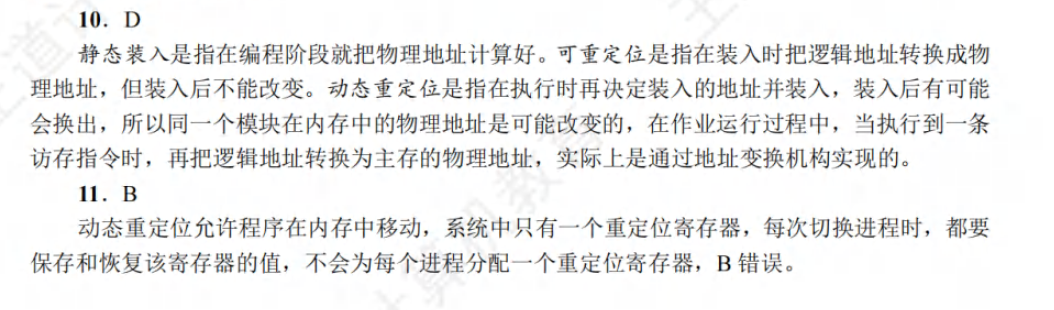 10．D
静态装入是指在编程阶段就把物理地址计算好。可重定位是指在装入时把逻辑地址转换成物
理地址，但装入后不能改变。动态重定位是指在执行时再决定装入的地址并装入，装入后有可能
会换出，所以同一个模块在内存中的物理地址是可能改变的，在作业运行过程中，当执行到一条
访存指令时，再把逻辑地址转换为主存的物理地址，实际上是通过地址变换机构实现的。
11．B
动态重定位允许程序在内存中移动，系统中只有一个重定位寄存器，每次切换进程时，都要
保存和恢复该寄存器的值，不会为每个进程分配一个重定位寄存器，B 错误。